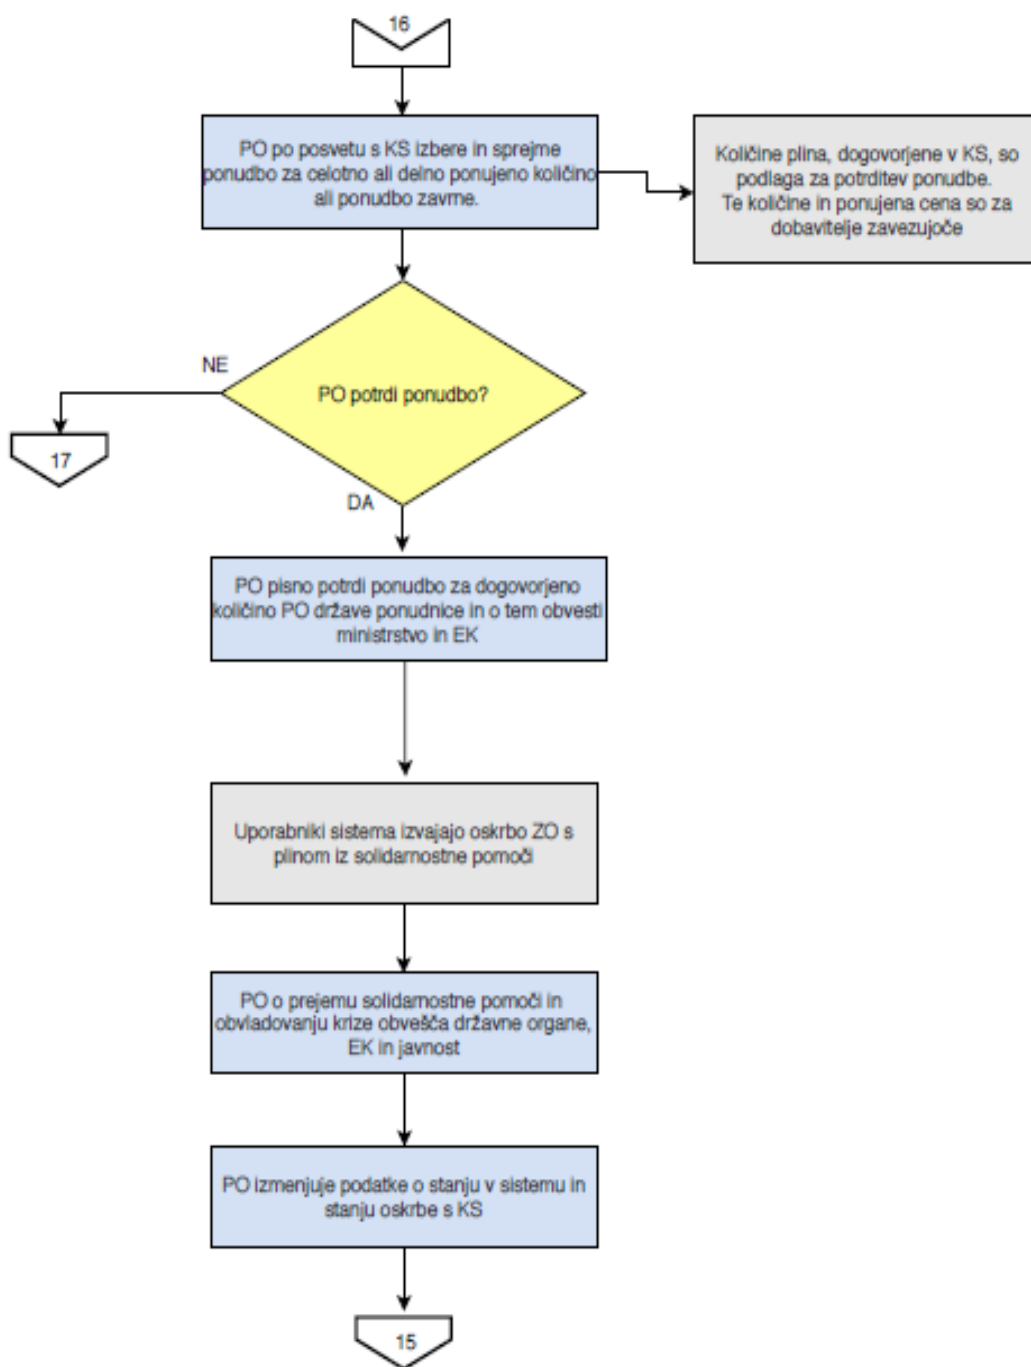 16
PO po posvetu s KS izbere in sprejme
ponudbo za celotno ali delno ponujeno količino
ali ponudbo zavrne.
Količine plina, dogovorjene v KS, so
podlaga za potrditev ponudbe.
Te količine in ponujena cena so za
dobavitelje zavezujoče
PO potrdi ponudbo?
NE
17
DA
PO pisno potrdi ponudbo za dogovorjeno
količino PO države ponudnice in o tem obvesti
ministrstvo in EK
Uporabniki sistema izvajajo oskrbo ZO s
plinom iz solidarnostne pomoči
PO o prejemu solidarnostne pomoči in
obvladovanju krize obvešča državne organe,
EK in javnost
PO izmenjuje podatke o stanju v sistemu in
stanju oskrbe s KS
15